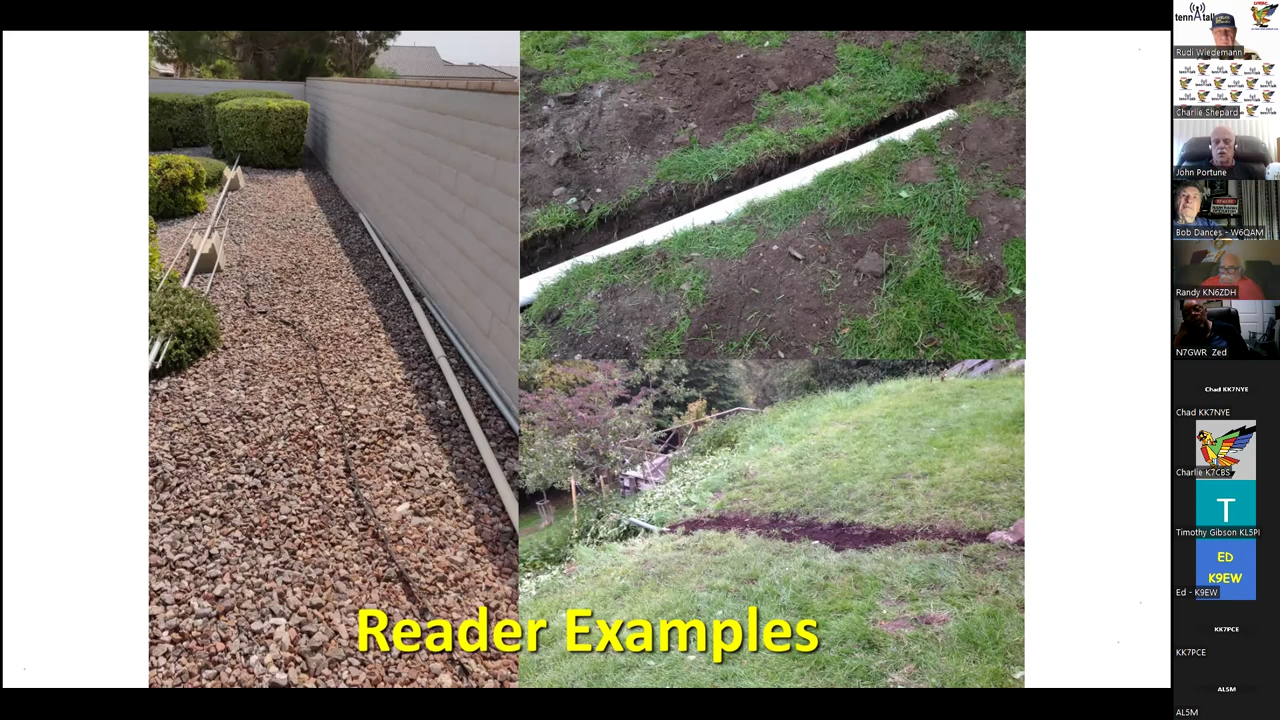 Reader Examples
tennAtalk
Rudi Wiedemann
Charlie Shepard
John Portune
Bob Dances - W6QAM
Randy KN6ZDH
N7GWR Zed
Chad KK7NYE
Chad KK7NYE
Charlie K7CBS
T
Timothy Gibson KL5PI
ED
K9EW
Ed - K9EW
KK7PCE
KK7PCE
AL5M
AL5M